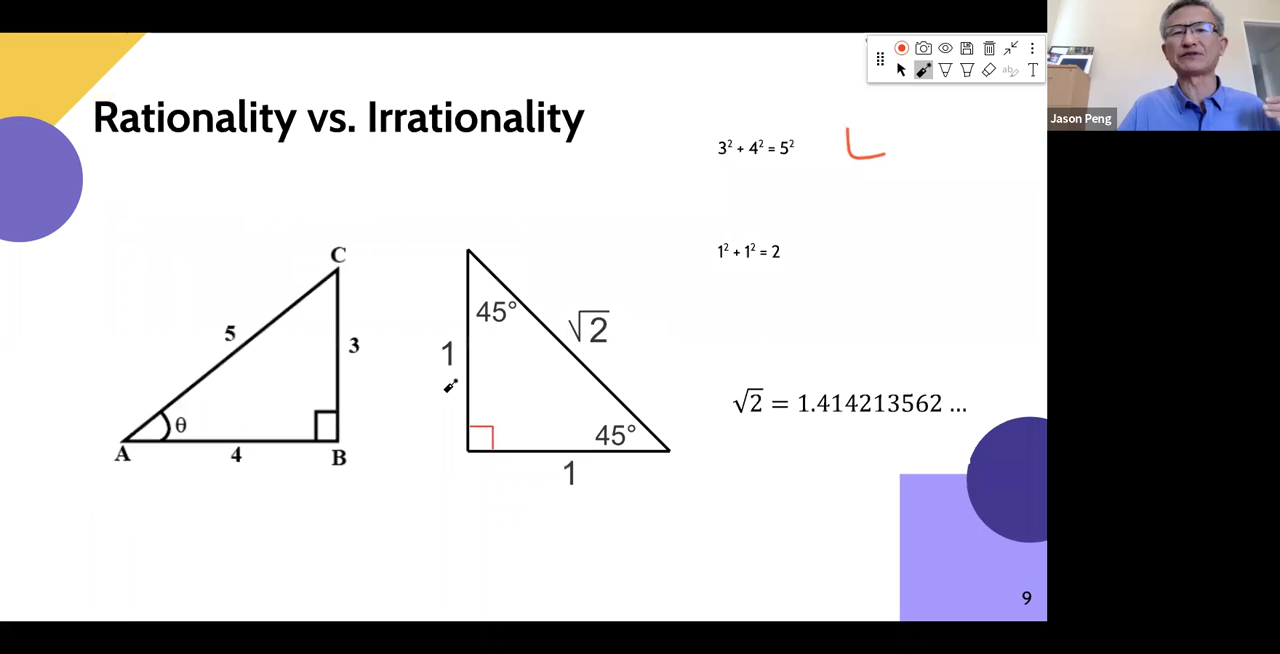 Rationality vs. Irrationality
Jason Peng
3² + 4² = 5²
1² + 1² = 2
C
5
3
θ
A
4
B
45°
√2
1
45°
1
√2 = 1.414213562 ...
ab
T
9